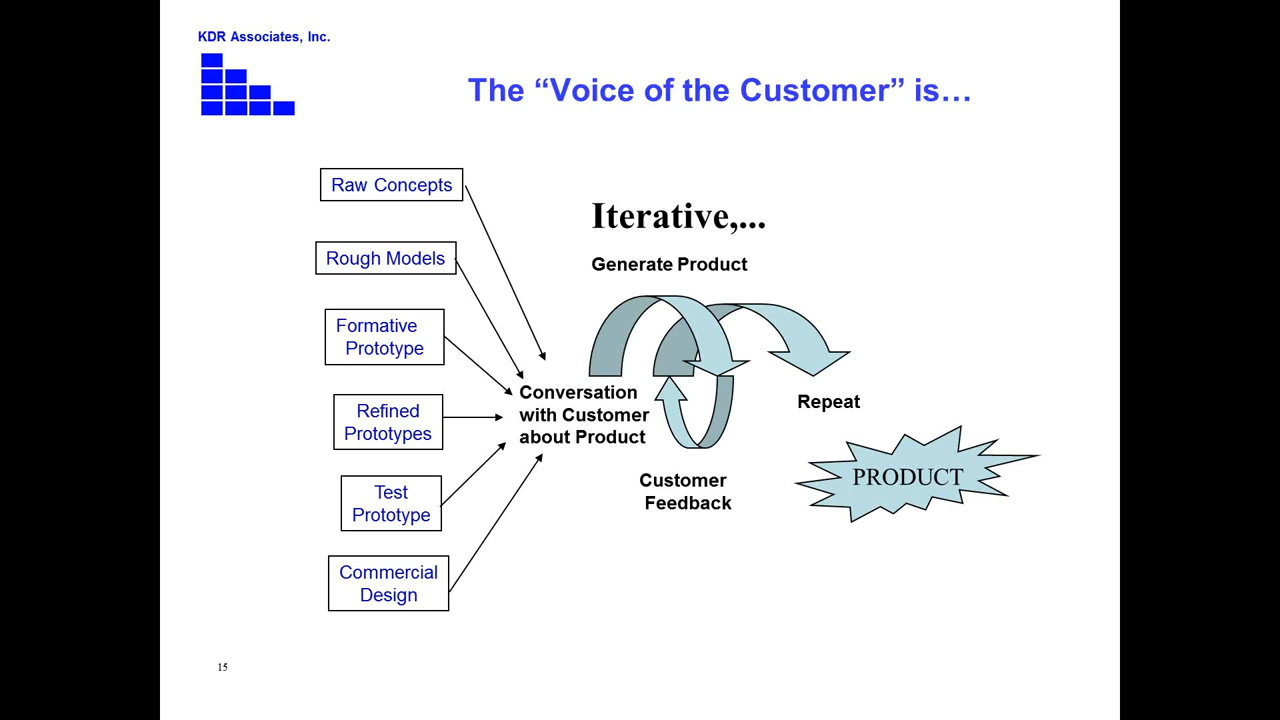 KDR Associates, Inc.
The “Voice of the Customer” is…
Raw Concepts
Rough Models
Formative
Prototype
Refined
Prototypes
Test
Prototype
Commercial
Design
Iterative,...
Generate Product
Conversation
with Customer
about Product
Customer
Feedback
Repeat
PRODUCT
15